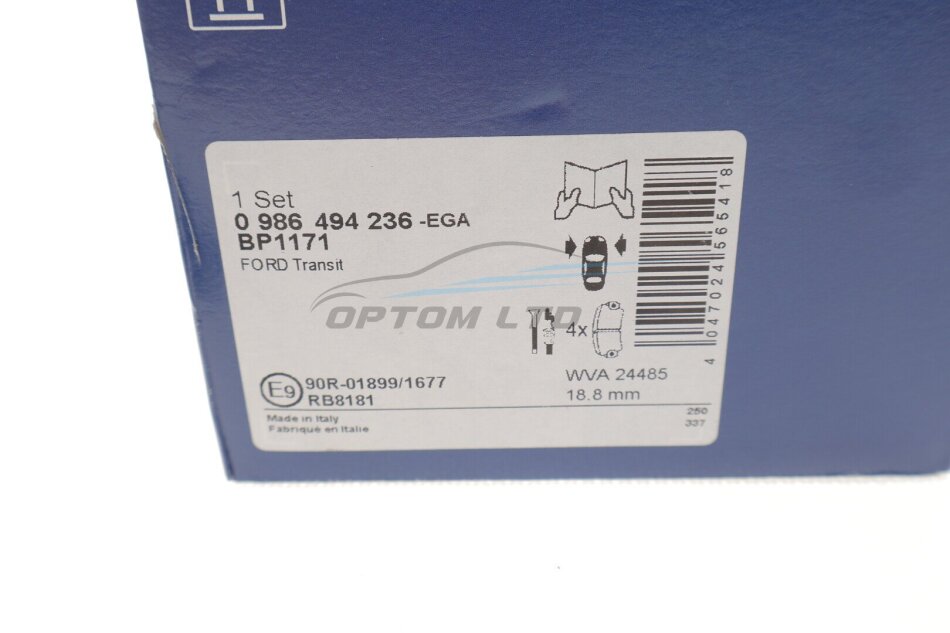 1 Set
0 986 494 236 -EGA
BP1171
FORD Transit
OPTOM LTD.
4x
E9
90R-01899/1677
RB8181
WVA 24485
18,8 mm
Made in Italy
Fabriqué en Italie
250
337
4 047024 565418